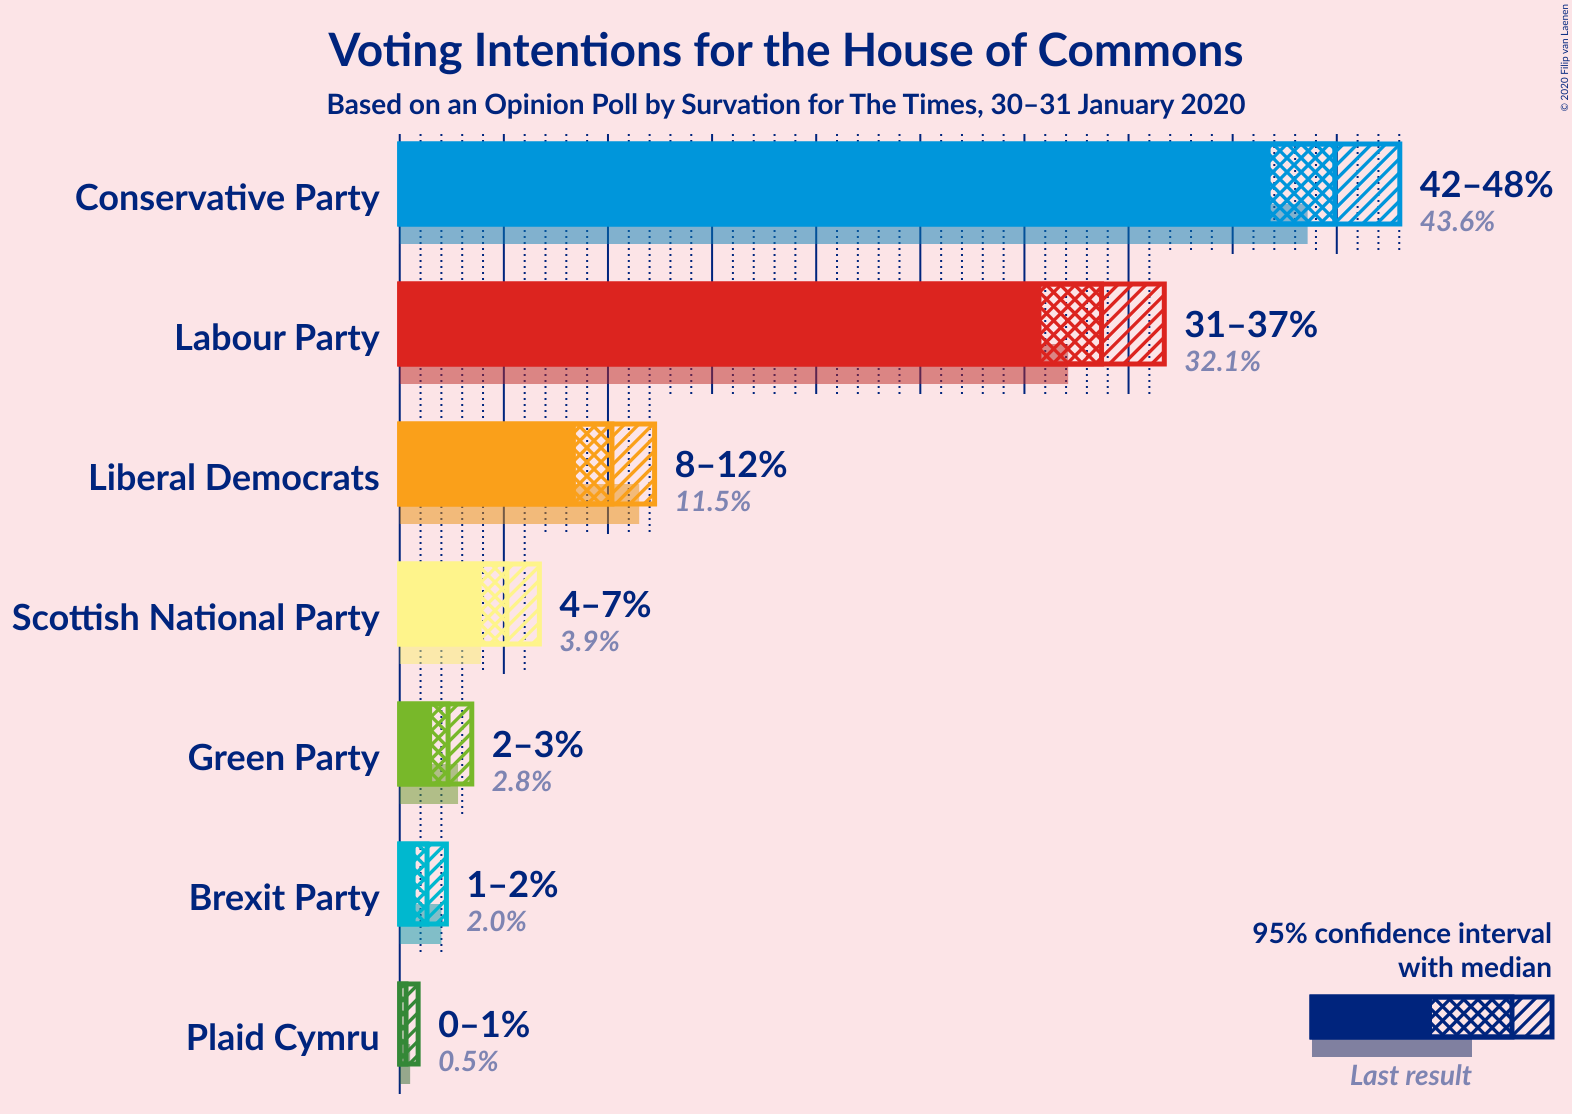 Voting Intentions for the House of Commons
Based on an Opinion Poll by Survation for The Times, 30–31 January 2020
© 2020 Filip van Laenen
Conservative Party
42–48%
43.6%
Labour Party
31–37%
32.1%
Liberal Democrats
8–12%
11.5%
Scottish National Party
4–7%
3.9%
Green Party
2–3%
2.8%
Brexit Party
1–2%
2.0%
Plaid Cymru
0–1%
0.5%
95% confidence interval
with median
Last result